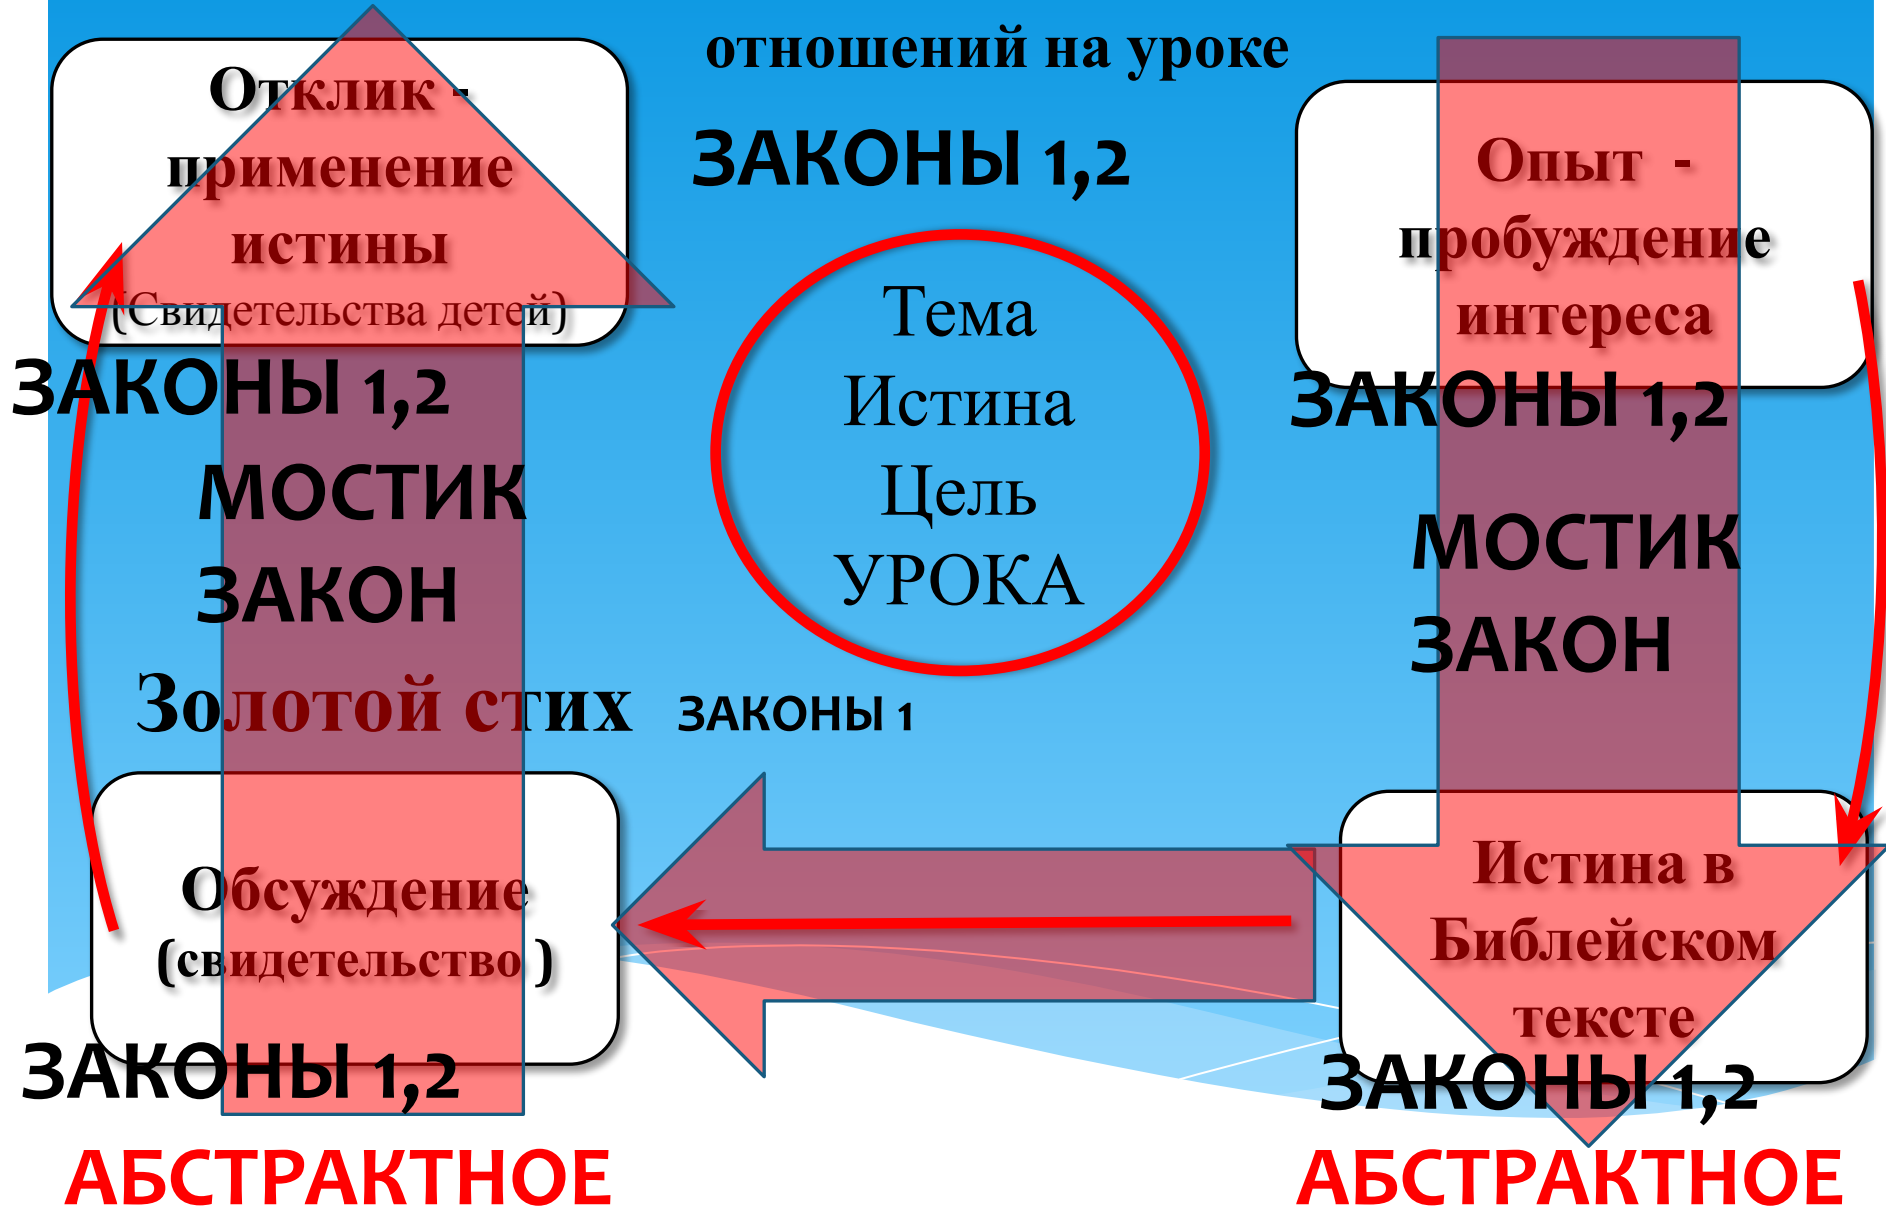 отношений на уроке
ЗАКОНЫ 1,2
Отклик -
применение
истины
(Свидетельства детей)
ЗАКОНЫ 1,2
МОСТИК
ЗАКОН
Золотой стих
ЗАКОНЫ 1
Обсуждение
(свидетельство )
ЗАКОНЫ 1,2
АБСТРАКТНОЕ
Тема
Истина
Цель
УРОКА
Опыт -
пробуждение
интереса
ЗАКОНЫ 1,2
МОСТИК
ЗАКОН
Истина в
Библейском
тексте
ЗАКОНЫ 1,2
АБСТРАКТНОЕ